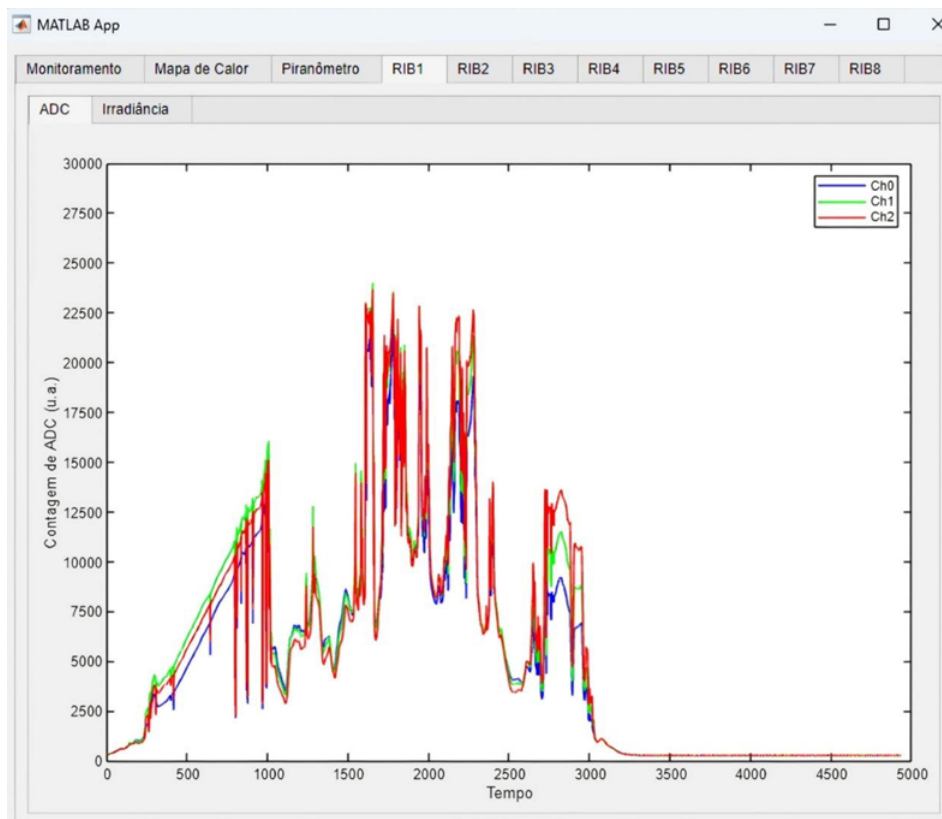 MATLAB App
Monitoramento Mapa de Calor Piranômetro RIB1 RIB2 RIB3 RIB4 RIB5 RIB6 RIB7 RIB8
ADC Irradiância
30000
27500
25000
22500
20000
17500
15000
12500
10000
7500
5000
2500
0
Contagem de ADC (u.a.)
Ch0
Ch1
Ch2
0 500 1000 1500 2000 2500 3000 3500 4000 4500 5000
Tempo